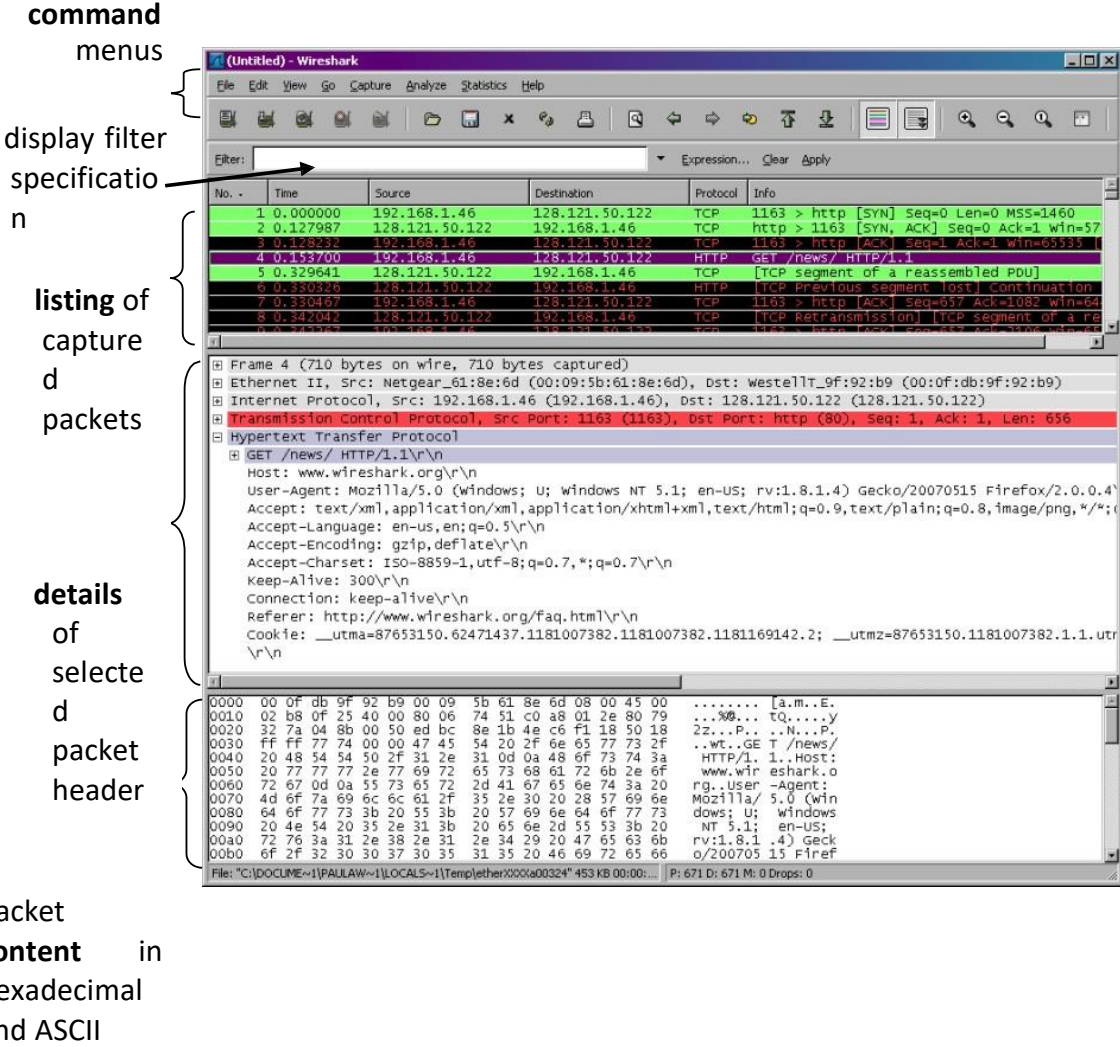 command
menus
display filter
specificatio
n
listing of
capture
d
packets
details
of
selecte
d
packet
header
acket
ontent in
exadecimal
nd ASCII
(Untitled) - Wireshark
File Edit View Go Capture Analyze Statistics Help
Filter: Expression... Clear Apply
No. - Time Source Destination Protocol Info
1 0.000000 192.168.1.46 128.121.50.122 TCP 1163 > http [SYN] Seq=0 Len=0 MSS=1460
2 0.127987 128.121.50.122 192.168.1.46 TCP http > 1163 [SYN, ACK] Seq=0 Ack=1 Win=57
3 0.128232 192.168.1.46 128.121.50.122 TCP 1163 > http [ACK] Seq=1 Ack=1 Win=65535 [
4 0.153700 192.168.1.46 128.121.50.122 HTTP GET /news/ HTTP/1.1
5 0.329641 128.121.50.122 192.168.1.46 TCP [TCP segment of a reassembled PDU]
6 0.330326 128.121.50.122 192.168.1.46 HTTP [TCP Previous segment lost] Continuation
7 0.330467 192.168.1.46 128.121.50.122 TCP 1163 > http [ACK] Seq=657 Ack=1082 Win=64
8 0.342042 128.121.50.122 192.168.1.46 TCP [TCP Retransmission] [TCP segment of a re
Frame 4 (710 bytes on wire, 710 bytes captured)
Ethernet II, Src: Netgear_61:8e:6d (00:09:5b:61:8e:6d), Dst: WestellT_9f:92:b9 (00:0f:db:9f:92:b9)
Internet Protocol, Src: 192.168.1.46 (192.168.1.46), Dst: 128.121.50.122 (128.121.50.122)
Transmission Control Protocol, Src Port: 1163 (1163), Dst Port: http (80), Seq: 1, Ack: 1, Len: 656
Hypertext Transfer Protocol
GET /news/ HTTP/1.1\r\n
Host: www.wireshark.org\r\n
User-Agent: Mozilla/5.0 (Windows; U; Windows NT 5.1; en-US; rv:1.8.1.4) Gecko/20070515 Firefox/2.0.0.4\
Accept: text/xml,application/xml,application/xhtml+xml,text/html;q=0.9,text/plain;q=0.8,image/png,*/*;
Accept-Language: en-us,en;q=0.5\r\n
Accept-Encoding: gzip,deflate\r\n
Accept-Charset: ISO-8859-1,utf-8;q=0.7,*;q=0.7\r\n
Keep-Alive: 300\r\n
Connection: keep-alive\r\n
Referer: http://www.wireshark.org/faq.html\r\n
Cookie: __utma=87653150.62471437.1181007382.1181007382.1181169142.2; __utmz=87653150.1181007382.1.1.utm
\r\n
0000 00 0f db 9f 92 b9 00 09 5b 61 8e 6d 08 00 45 00 ........ [a.m..E.
0010 02 b8 0f 25 40 00 80 06 74 51 c0 a8 01 2e 80 79 ...%@... tQ.....y
0020 32 7a 04 8b 00 50 ed bc 8e 1b 4e c6 f1 18 50 18 2z...P.. ..N...P.
0030 ff ff 77 74 00 00 47 45 54 20 2f 6e 65 77 73 2f ..wt..GE T /news/
0040 20 48 54 54 50 2f 31 2e 31 0d 0a 48 6f 73 74 3a HTTP/1. 1..Host:
0050 20 77 77 77 2e 77 69 72 65 73 68 61 72 6b 2e 6f www.wir eshark.o
0060 72 67 0d 0a 55 73 65 72 2d 41 67 65 6e 74 3a 20 rg..User -Agent:
0070 4d 6f 7a 69 6c 6c 61 2f 35 2e 30 20 28 57 69 6e Mozilla/ 5.0 (Win
0080 64 6f 77 73 3b 20 55 3b 20 57 69 6e 64 6f 77 73 dows; U; Windows
0090 20 4e 54 20 35 2e 31 3b 20 65 6e 2d 55 53 3b 20 NT 5.1; en-US;
00a0 72 76 3a 31 2e 38 2e 31 2e 34 29 20 47 65 63 6b rv:1.8.1 .4) Geck
00b0 6f 2f 32 30 30 37 30 35 31 35 20 46 69 72 65 66 o/200705 15 Firef
File: "C:\DOCUME~1\PAULAW~1\LOCALS~1\Temp\etherXXXXa00324" 453 KB 00:00:... P: 671 D: 671 M: 0 Drops: 0